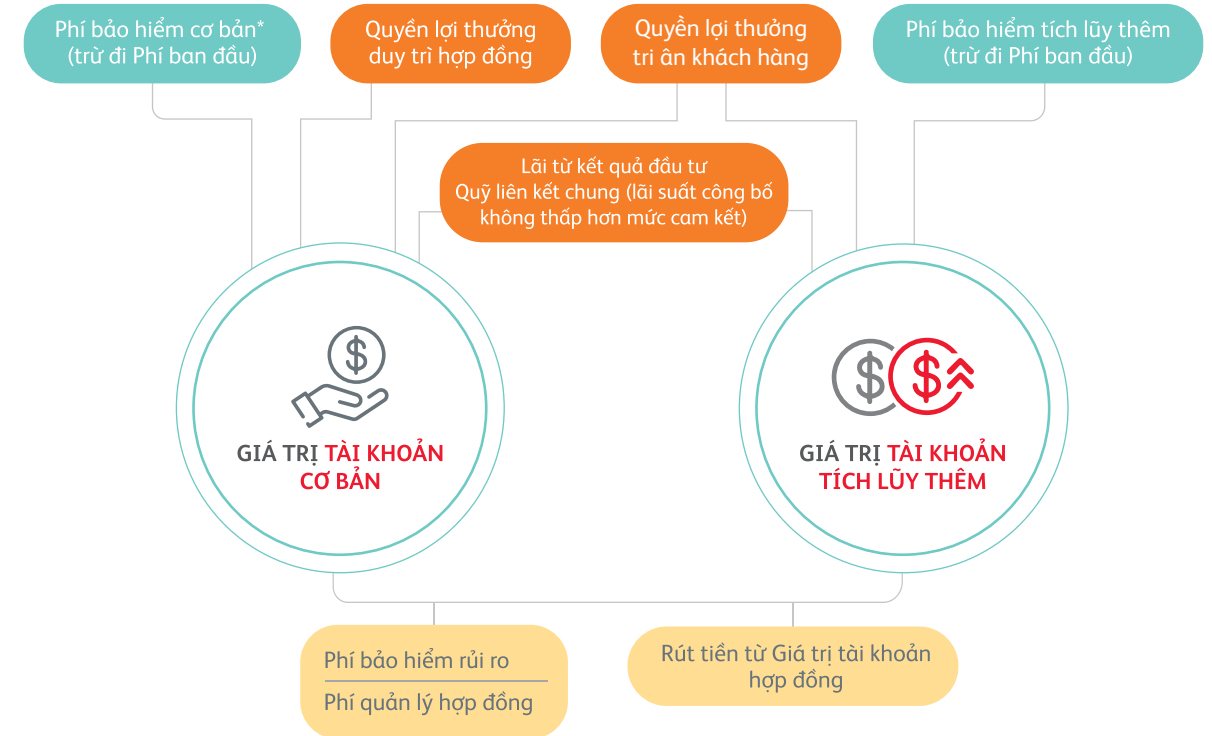 Phí bảo hiểm cơ bản*
(trừ đi Phí ban đầu)
Quyền lợi thưởng
duy trì hợp đồng
Quyền lợi thưởng
tri ân khách hàng
Phí bảo hiểm tích lũy thêm
(trừ đi Phí ban đầu)
Lãi từ kết quả đầu tư
Quỹ liên kết chung (lãi suất công bố
không thấp hơn mức cam kết)
GIÁ TRỊ TÀI KHOẢN
CƠ BẢN
GIÁ TRỊ TÀI KHOẢN
TÍCH LŨY THÊM
Phí bảo hiểm rủi ro
Phí quản lý hợp đồng
Rút tiền từ Giá trị tài khoản
hợp đồng